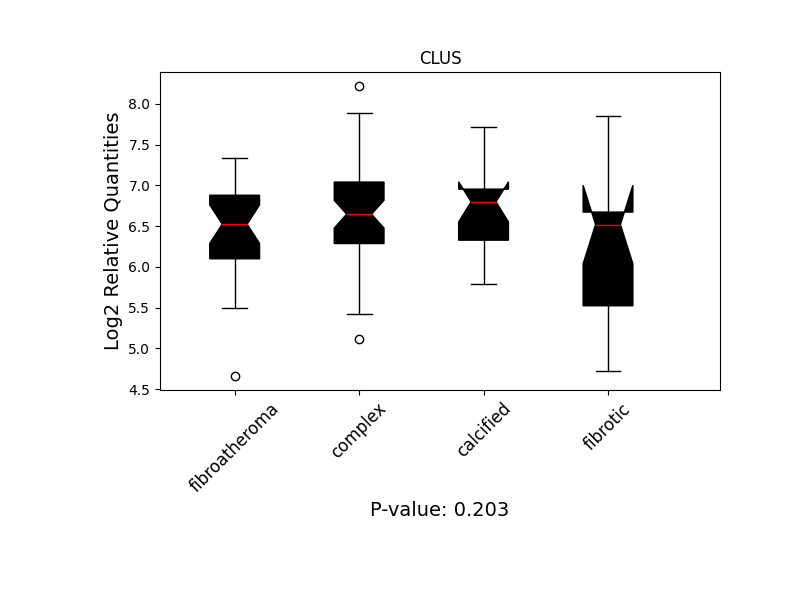 CLUS
Log2 Relative Quantities
8.0
7.5
7.0
6.5
6.0
5.5
5.0
4.5
fibroatheroma
complex
calcified
fibrotic
P-value: 0.203